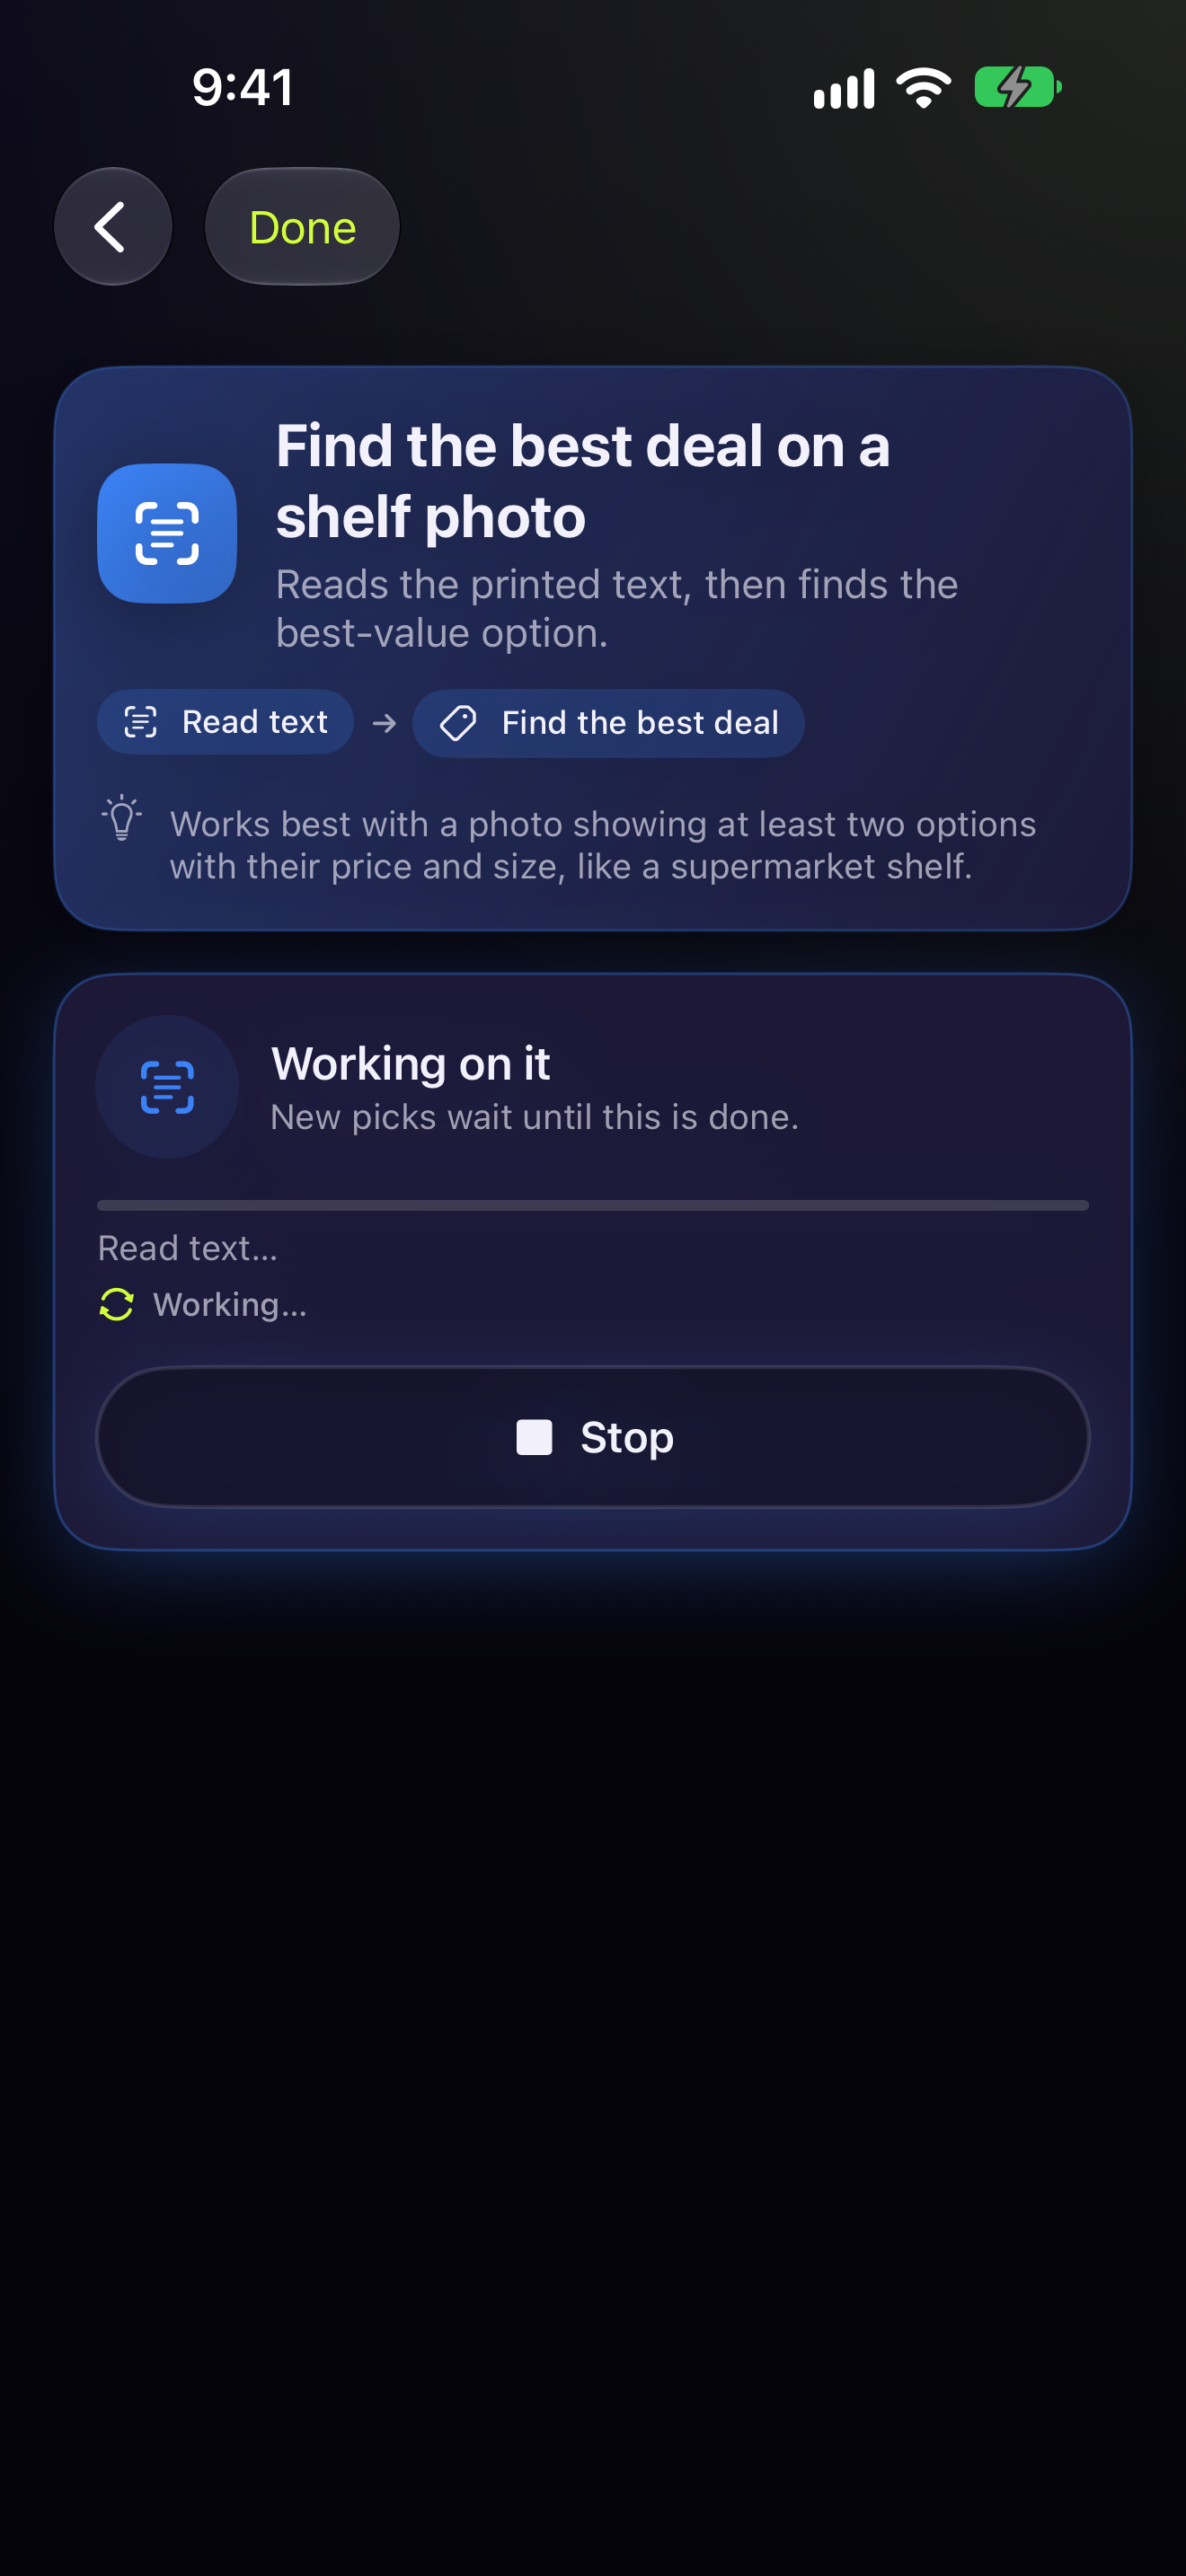 9:41
Done
Find the best deal on a
shelf photo
Reads the printed text, then finds the
best-value option.
Read text → Find the best deal
Works best with a photo showing at least two options
with their price and size, like a supermarket shelf.
Working on it
New picks wait until this is done.
Read text...
Working...
Stop